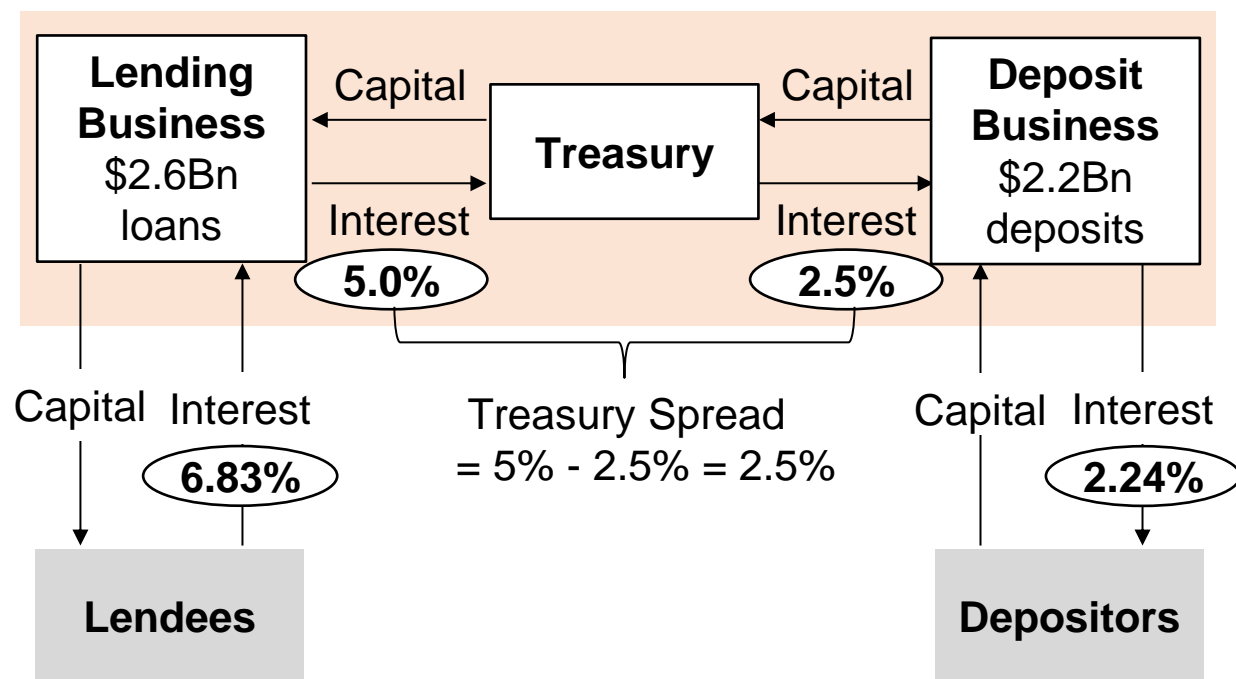 Lending
Business
$2.6Bn
loans
Capital
Interest
5.0%
Treasury
Capital
Interest
2.5%
Deposit
Business
$2.2Bn
deposits
Capital
Interest
6.83%
Treasury Spread
= 5% - 2.5% = 2.5%
Capital
Interest
2.24%
Lendees
Depositors